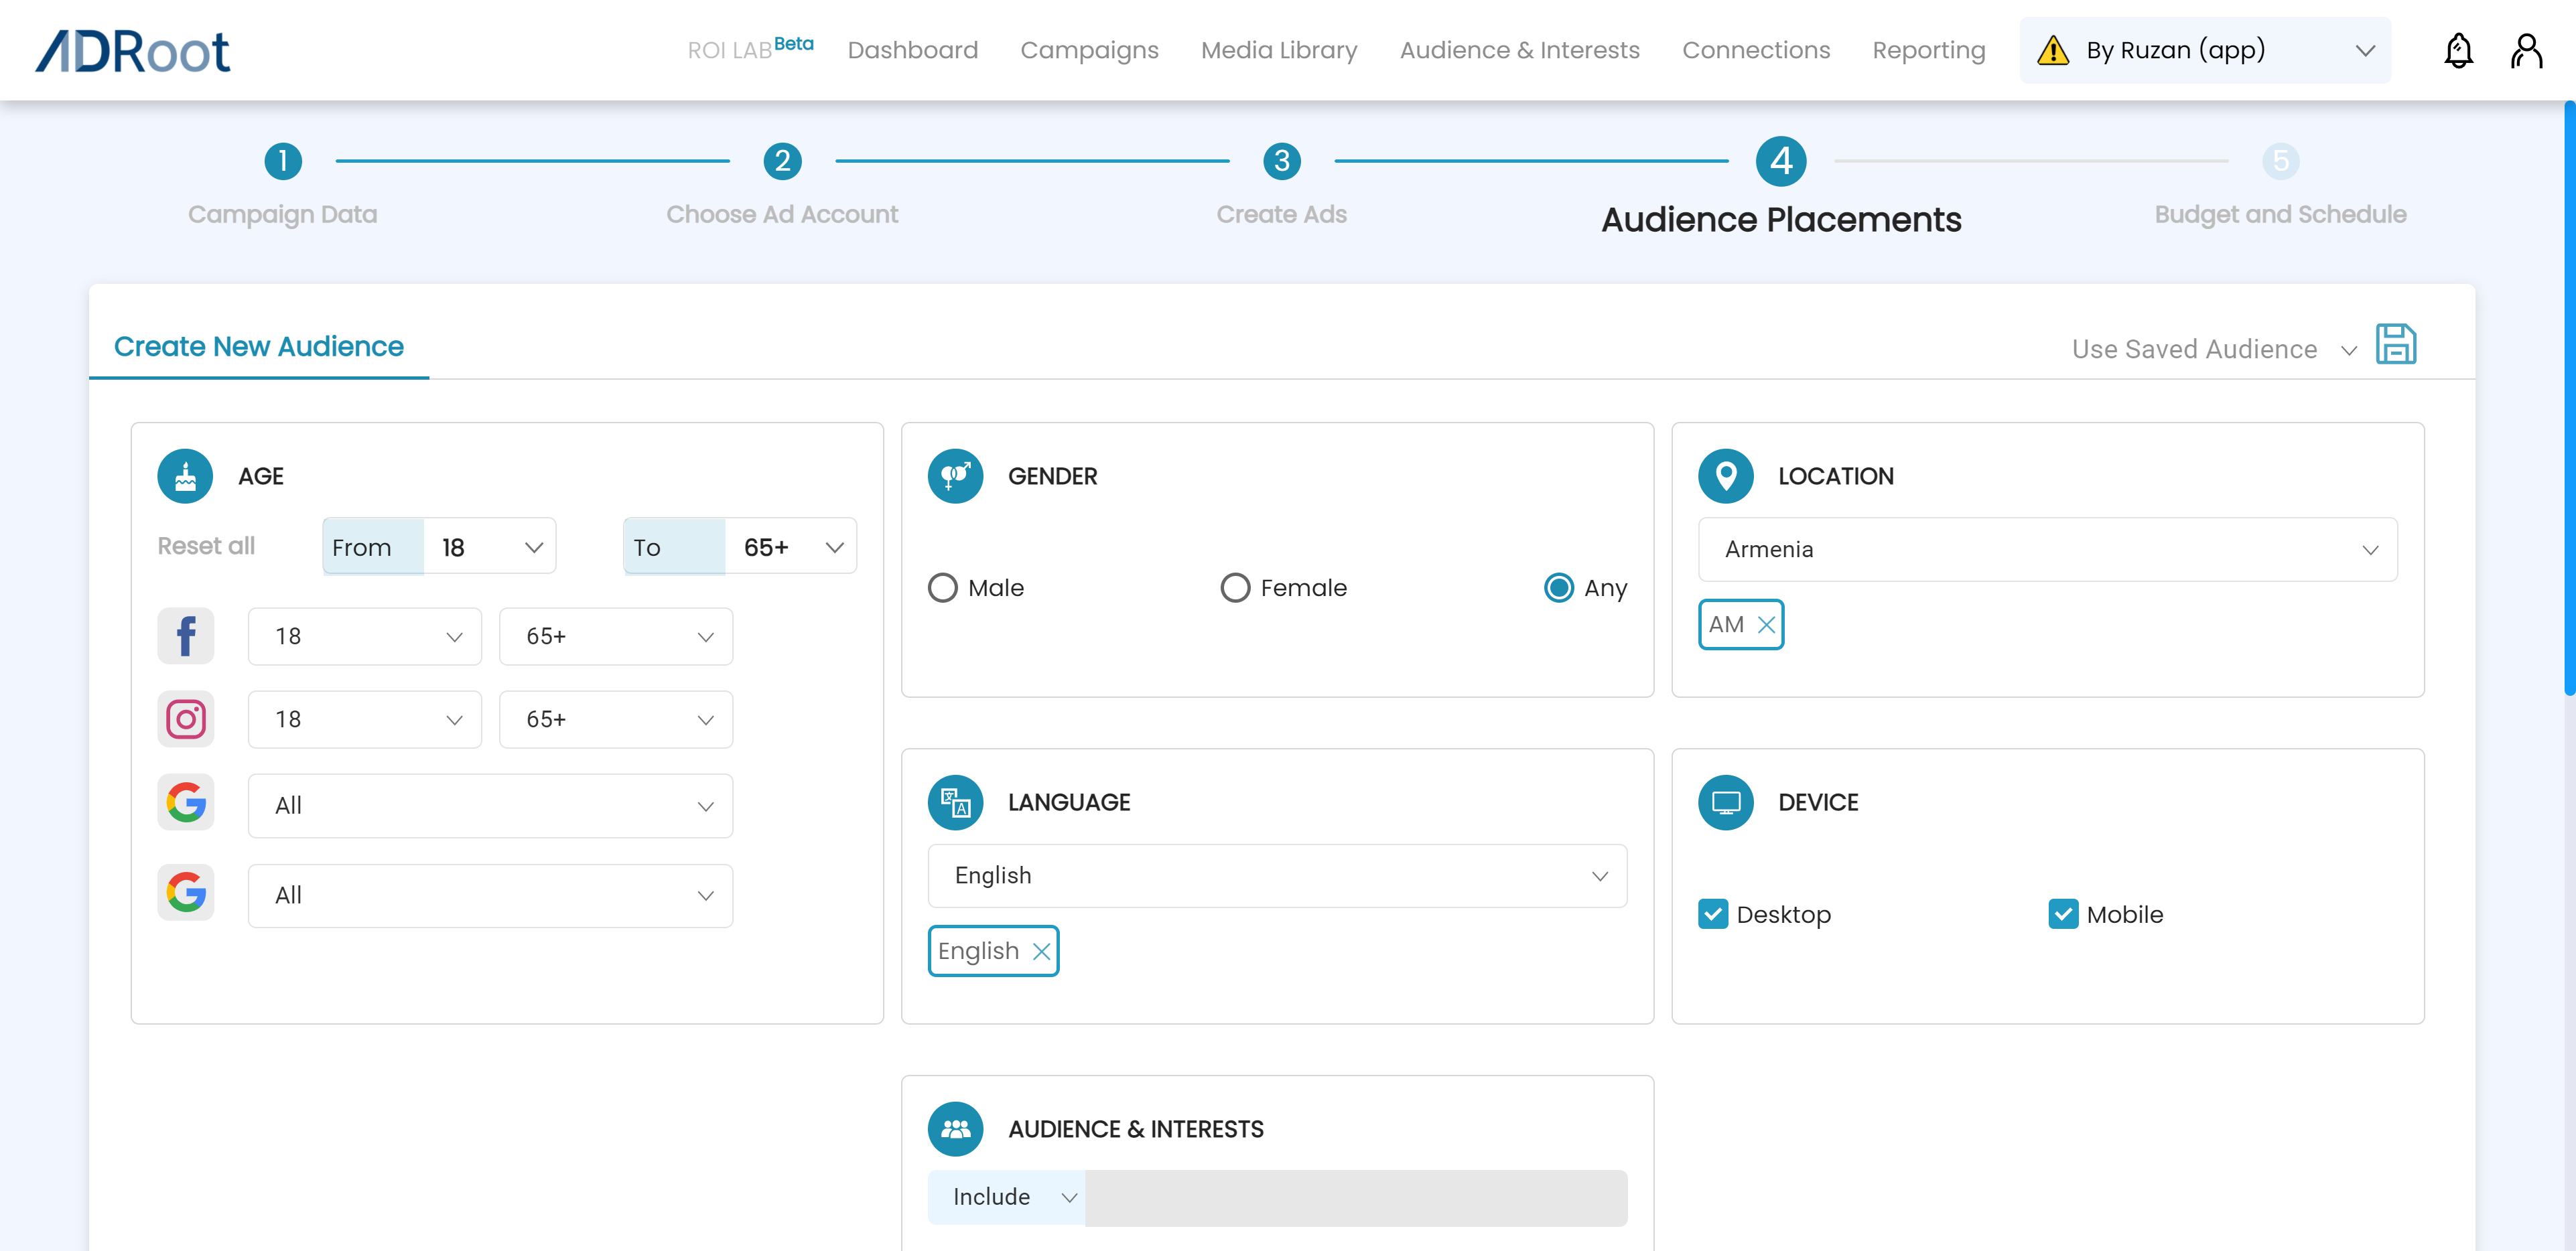 ADRoot
ROI LAB Beta
Dashboard
Campaigns
Media Library
Audience & Interests
Connections
Reporting
By Ruzan (app)
1
2
3
4
5
Campaign Data
Choose Ad Account
Create Ads
Audience Placements
Budget and Schedule
Create New Audience
Use Saved Audience
AGE
Reset all
From 18
To 65+
18
65+
18
65+
All
All
GENDER
Male
Female
Any
LOCATION
Armenia
AM
LANGUAGE
English
English
DEVICE
Desktop
Mobile
AUDIENCE & INTERESTS
Include